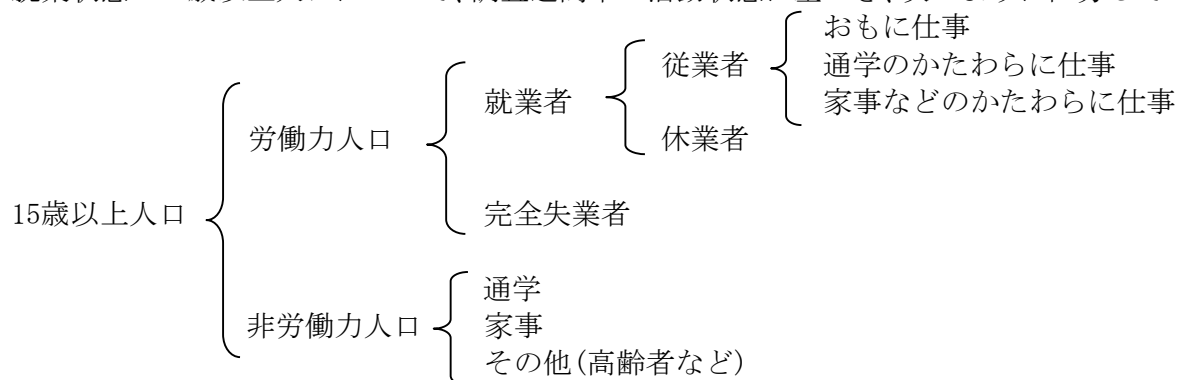 おもに仕事
従業者
通学のかたわらに仕事
就業者
家事などのかたわらに仕事
労働力人口
休業者
15歳以上人口
完全失業者
通学
非労働力人口
家事
その他(高齢者など)